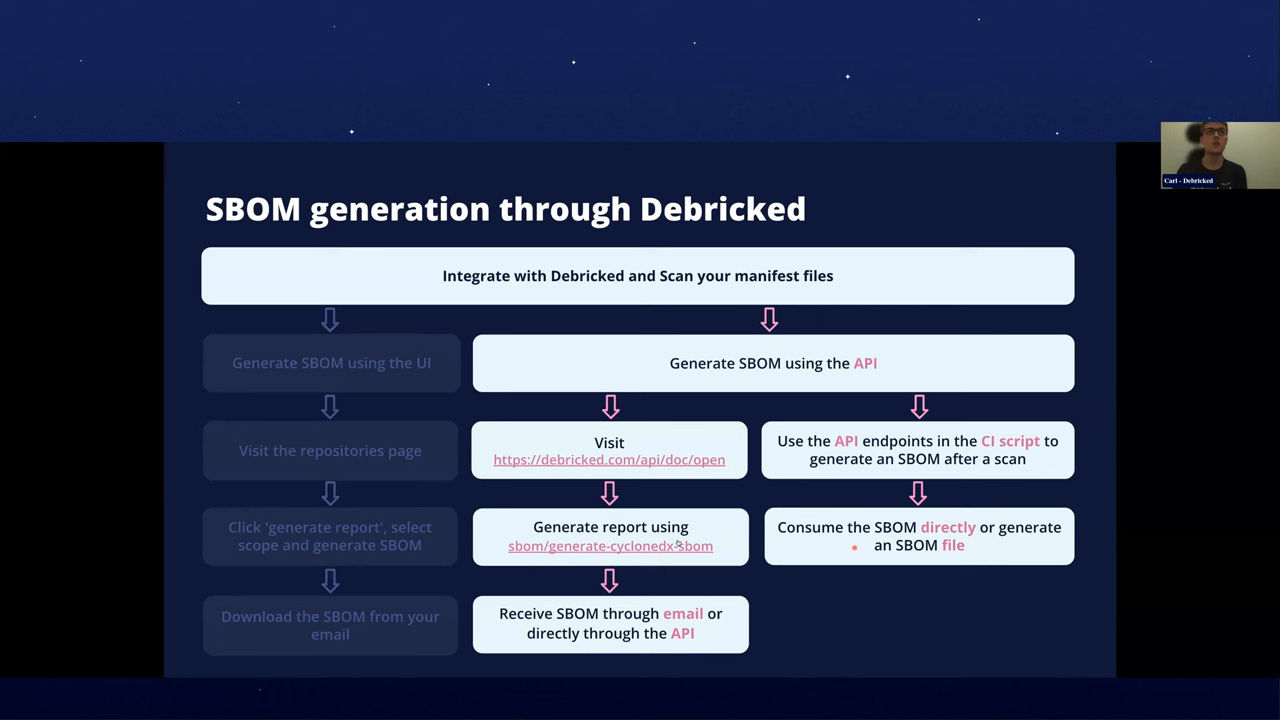 Carl - Debricked
SBOM generation through Debricked
Integrate with Debricked and Scan your manifest files
Generate SBOM using the UI
Generate SBOM using the API
Visit the repositories page
Visit
https://debricked.com/api/doc/open
Use the API endpoints in the CI script to
generate an SBOM after a scan
Click 'generate report', select
scope and generate SBOM
Generate report using
sbom/generate-cyclonedx-sbom
Consume the SBOM directly or generate
an SBOM file
Download the SBOM from your
email
Receive SBOM through email or
directly through the API